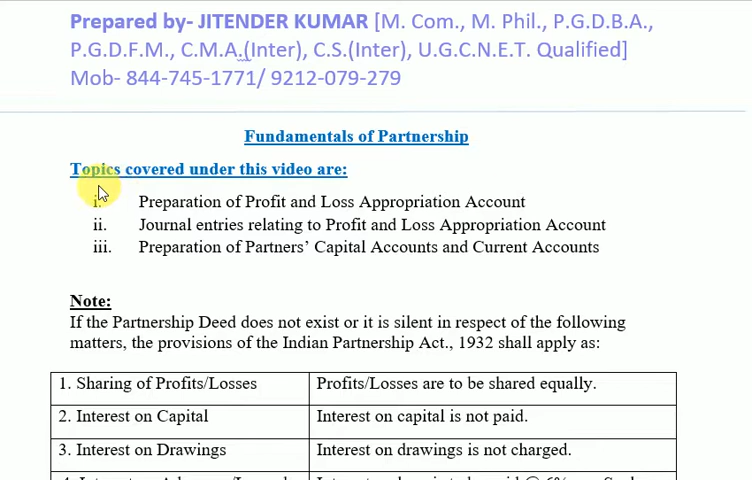 Prepared by- JITENDER KUMAR [M. Com., M. Phil., P.G.D.B.A.,
P.G.D.F.M., C.M.A.(Inter), C.S.(Inter), U.G.C.N.E.T. Qualified]
Mob- 844-745-1771/ 9212-079-279
Fundamentals of Partnership
Topics covered under this video are:
i. Preparation of Profit and Loss Appropriation Account
ii. Journal entries relating to Profit and Loss Appropriation Account
iii. Preparation of Partners' Capital Accounts and Current Accounts
Note:
If the Partnership Deed does not exist or it is silent in respect of the following
matters, the provisions of the Indian Partnership Act., 1932 shall apply as:
1. Sharing of Profits/Losses Profits/Losses are to be shared equally.
2. Interest on Capital Interest on capital is not paid.
3. Interest on Drawings Interest on drawings is not charged.